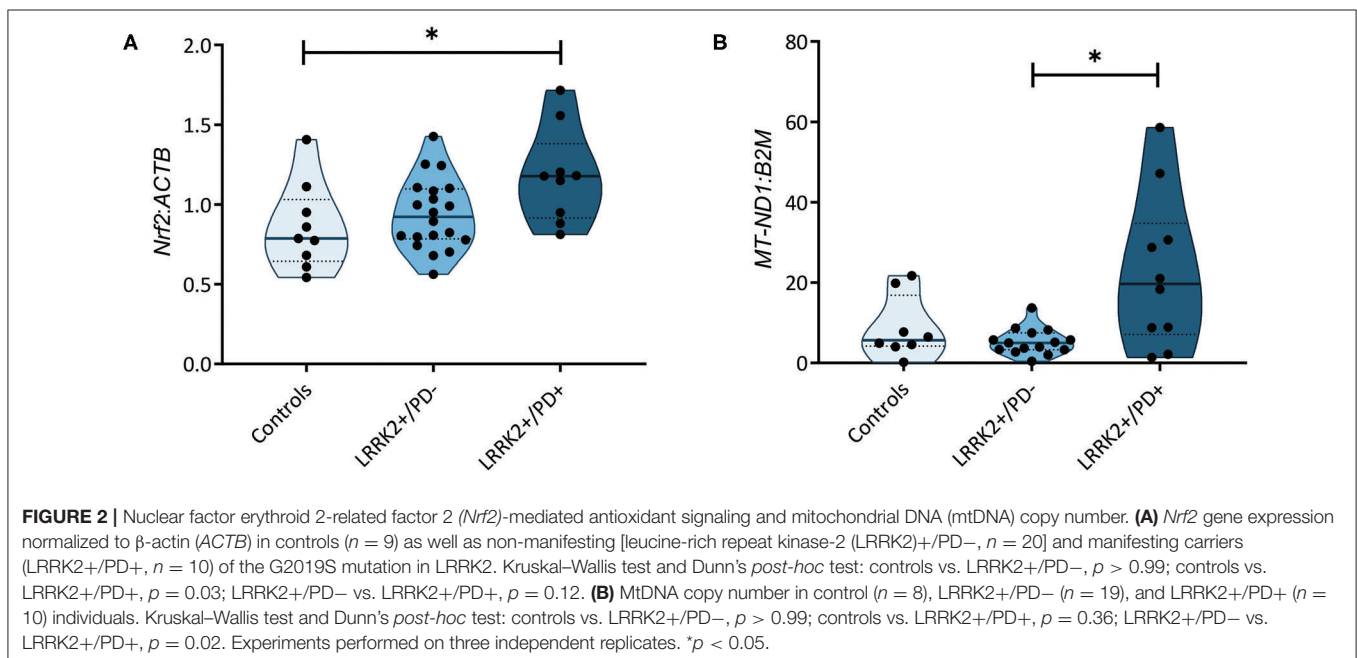 A
B
*
*
Nrf2:ACTB
2.0
1.5
1.0
0.5
0.0
Controls
LRRK2+/PD-
LRRK2+/PD+
MT-ND1:B2M
80
60
40
20
0
Controls
LRRK2+/PD-
LRRK2+/PD+
FIGURE 2 | Nuclear factor erythroid 2-related factor 2 (Nrf2)-mediated antioxidant signaling and mitochondrial DNA (mtDNA) copy number. (A) Nrf2 gene expression
normalized to β-actin (ACTB) in controls (n = 9) as well as non-manifesting [leucine-rich repeat kinase-2 (LRRK2)+/PD−, n = 20] and manifesting carriers
(LRRK2+/PD+, n = 10) of the G2019S mutation in LRRK2. Kruskal–Wallis test and Dunn's post-hoc test: controls vs. LRRK2+/PD−, p > 0.99; controls vs.
LRRK2+/PD+, p = 0.03; LRRK2+/PD− vs. LRRK2+/PD+, p = 0.12. (B) MtDNA copy number in control (n = 8), LRRK2+/PD− (n = 19), and LRRK2+/PD+ (n =
10) individuals. Kruskal–Wallis test and Dunn's post-hoc test: controls vs. LRRK2+/PD−, p > 0.99; controls vs. LRRK2+/PD+, p = 0.36; LRRK2+/PD− vs.
LRRK2+/PD+, p = 0.02. Experiments performed on three independent replicates. *p < 0.05.